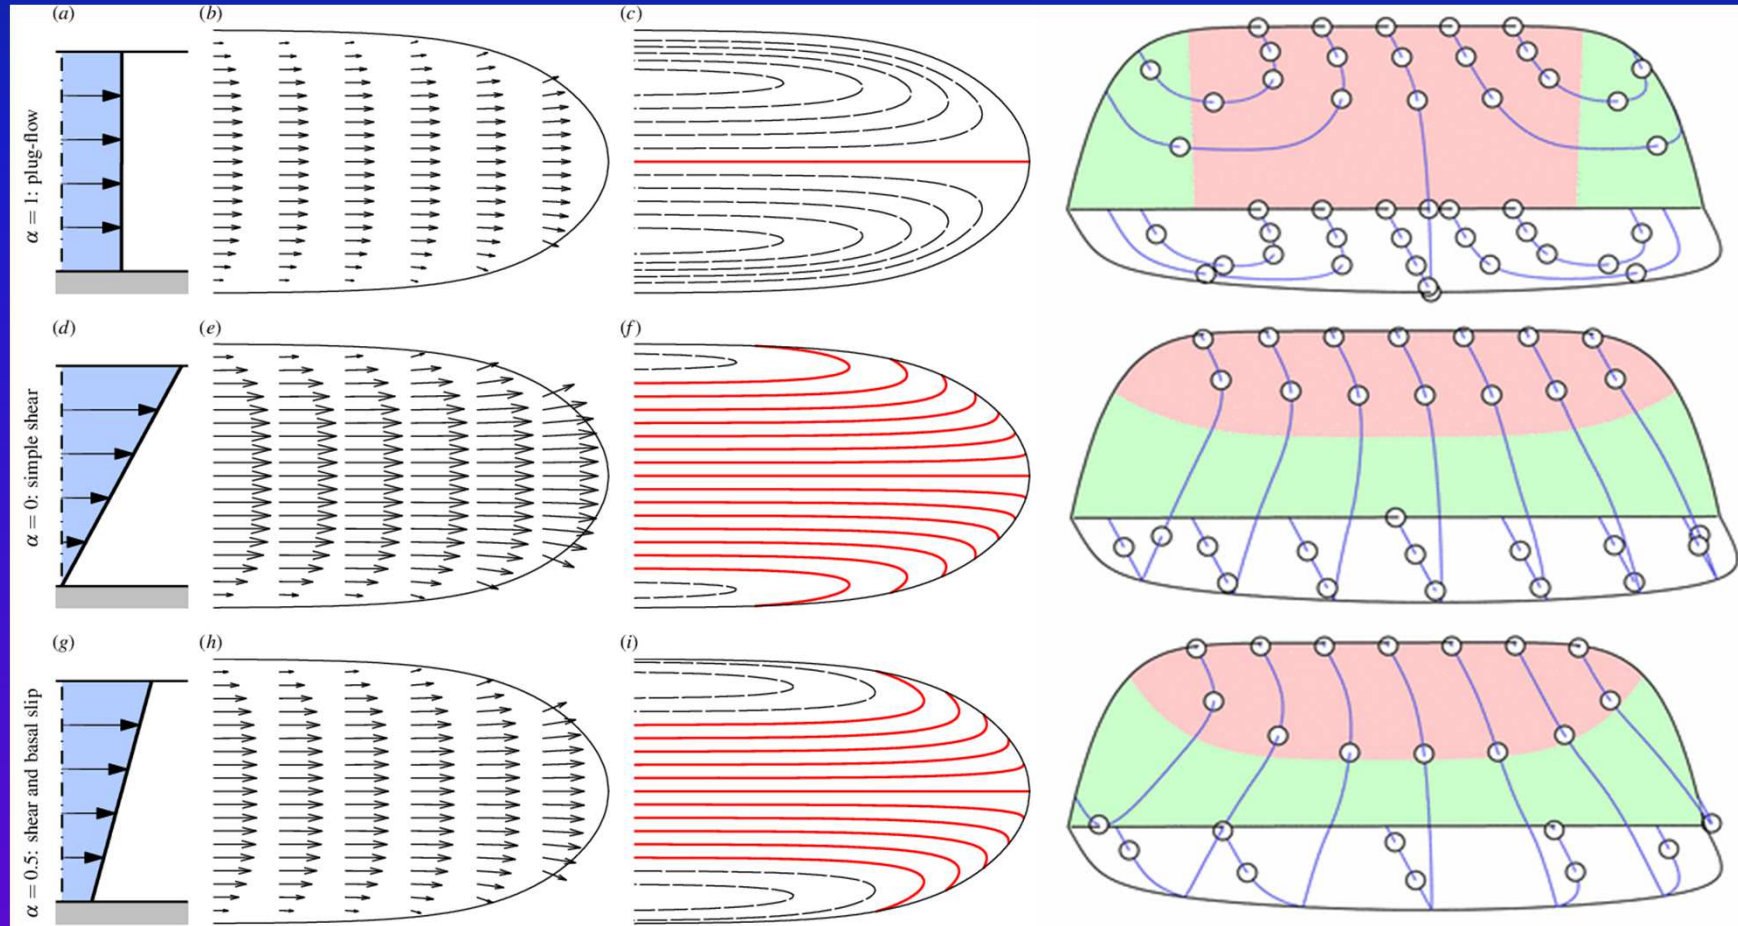 (a)
(b)
(c)
α = 1: plug-flow
(d)
(e)
(f)
α = 0: simple shear
(g)
(h)
(i)
α = 0.5: shear and basal slip